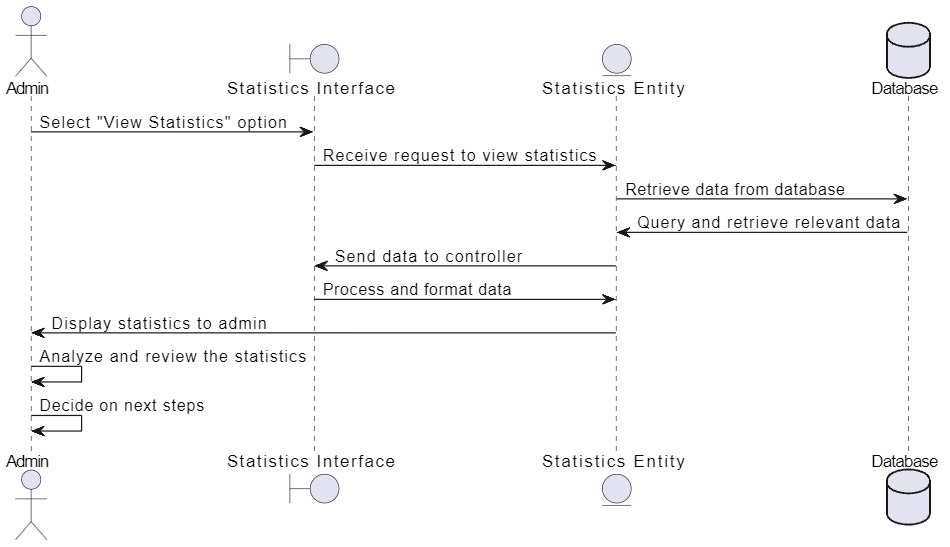 Admin
Statistics Interface
Statistics Entity
Database
Select "View Statistics" option
Receive request to view statistics
Retrieve data from database
Query and retrieve relevant data
Send data to controller
Process and format data
Display statistics to admin
Analyze and review the statistics
Decide on next steps
Admin
Statistics Interface
Statistics Entity
Database